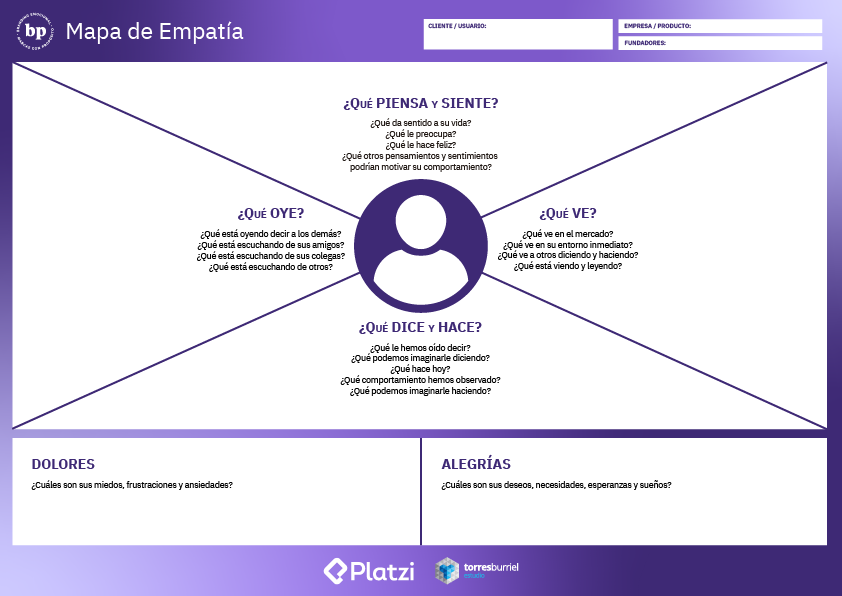 BRANDING EMOCIONAL
bp
MARCAS CON PROPÓSITO
Mapa de Empatía
CLIENTE / USUARIO:
EMPRESA / PRODUCTO:
FUNDADORES:
¿Qué PIENSA y SIENTE?
¿Qué da sentido a su vida?
¿Qué le preocupa?
¿Qué le hace feliz?
¿Qué otros pensamientos y sentimientos
podrían motivar su comportamiento?
¿Qué OYE?
¿Qué está oyendo decir a los demás?
¿Qué está escuchando de sus amigos?
¿Qué está escuchando de sus colegas?
¿Qué está escuchando de otros?
¿Qué VE?
¿Qué ve en el mercado?
¿Qué ve en su entorno inmediato?
¿Qué ve a otros diciendo y haciendo?
¿Qué está viendo y leyendo?
¿Qué DICE y HACE?
¿Qué le hemos oído decir?
¿Qué podemos imaginarle diciendo?
¿Qué hace hoy?
¿Qué comportamiento hemos observado?
¿Qué podemos imaginarle haciendo?
DOLORES
¿Cuáles son sus miedos, frustraciones y ansiedades?
ALEGRÍAS
¿Cuáles son sus deseos, necesidades, esperanzas y sueños?
Platzi
torresburriel
estudio